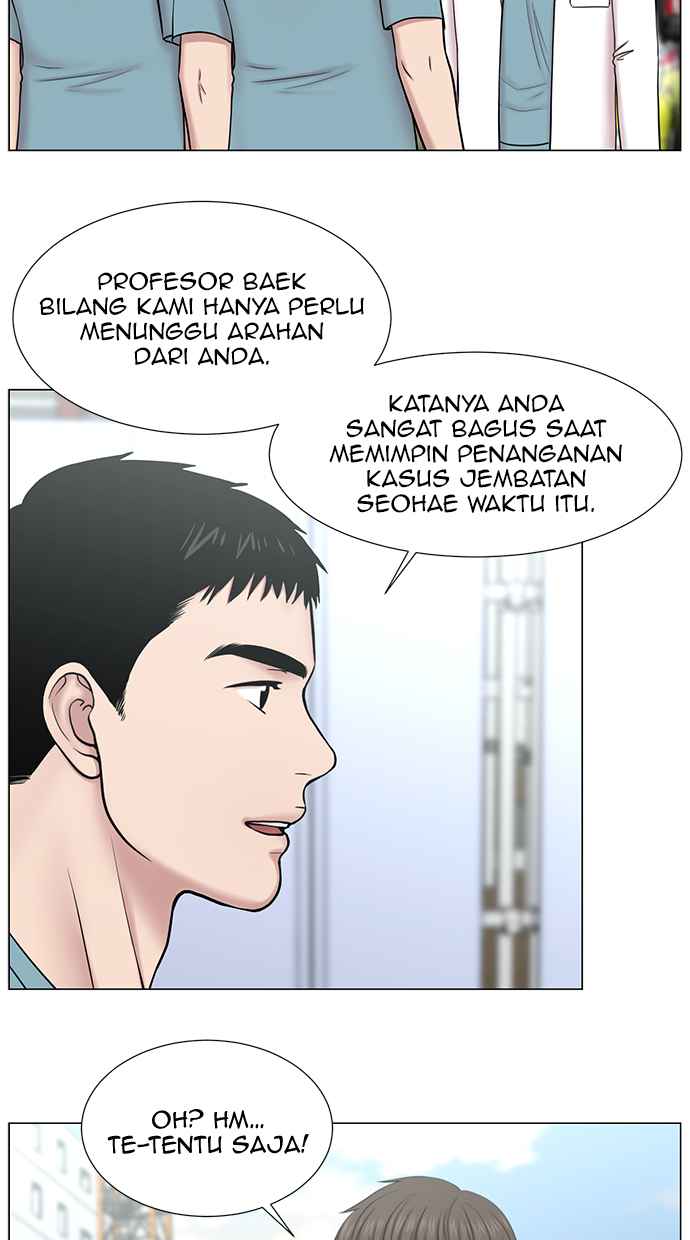 PROFESOR BAEK
BILANG KAMI HANYA PERLU
MENUNGGU ARAHAN
DARI ANDA.
KATANYA ANDA
SANGAT BAGUS SAAT
MEMIMPIN PENANGANAN
KASUS JEMBATAN
SEOHAE WAKTU ITU.
OH? HM...
TE-TENTU SAJA!